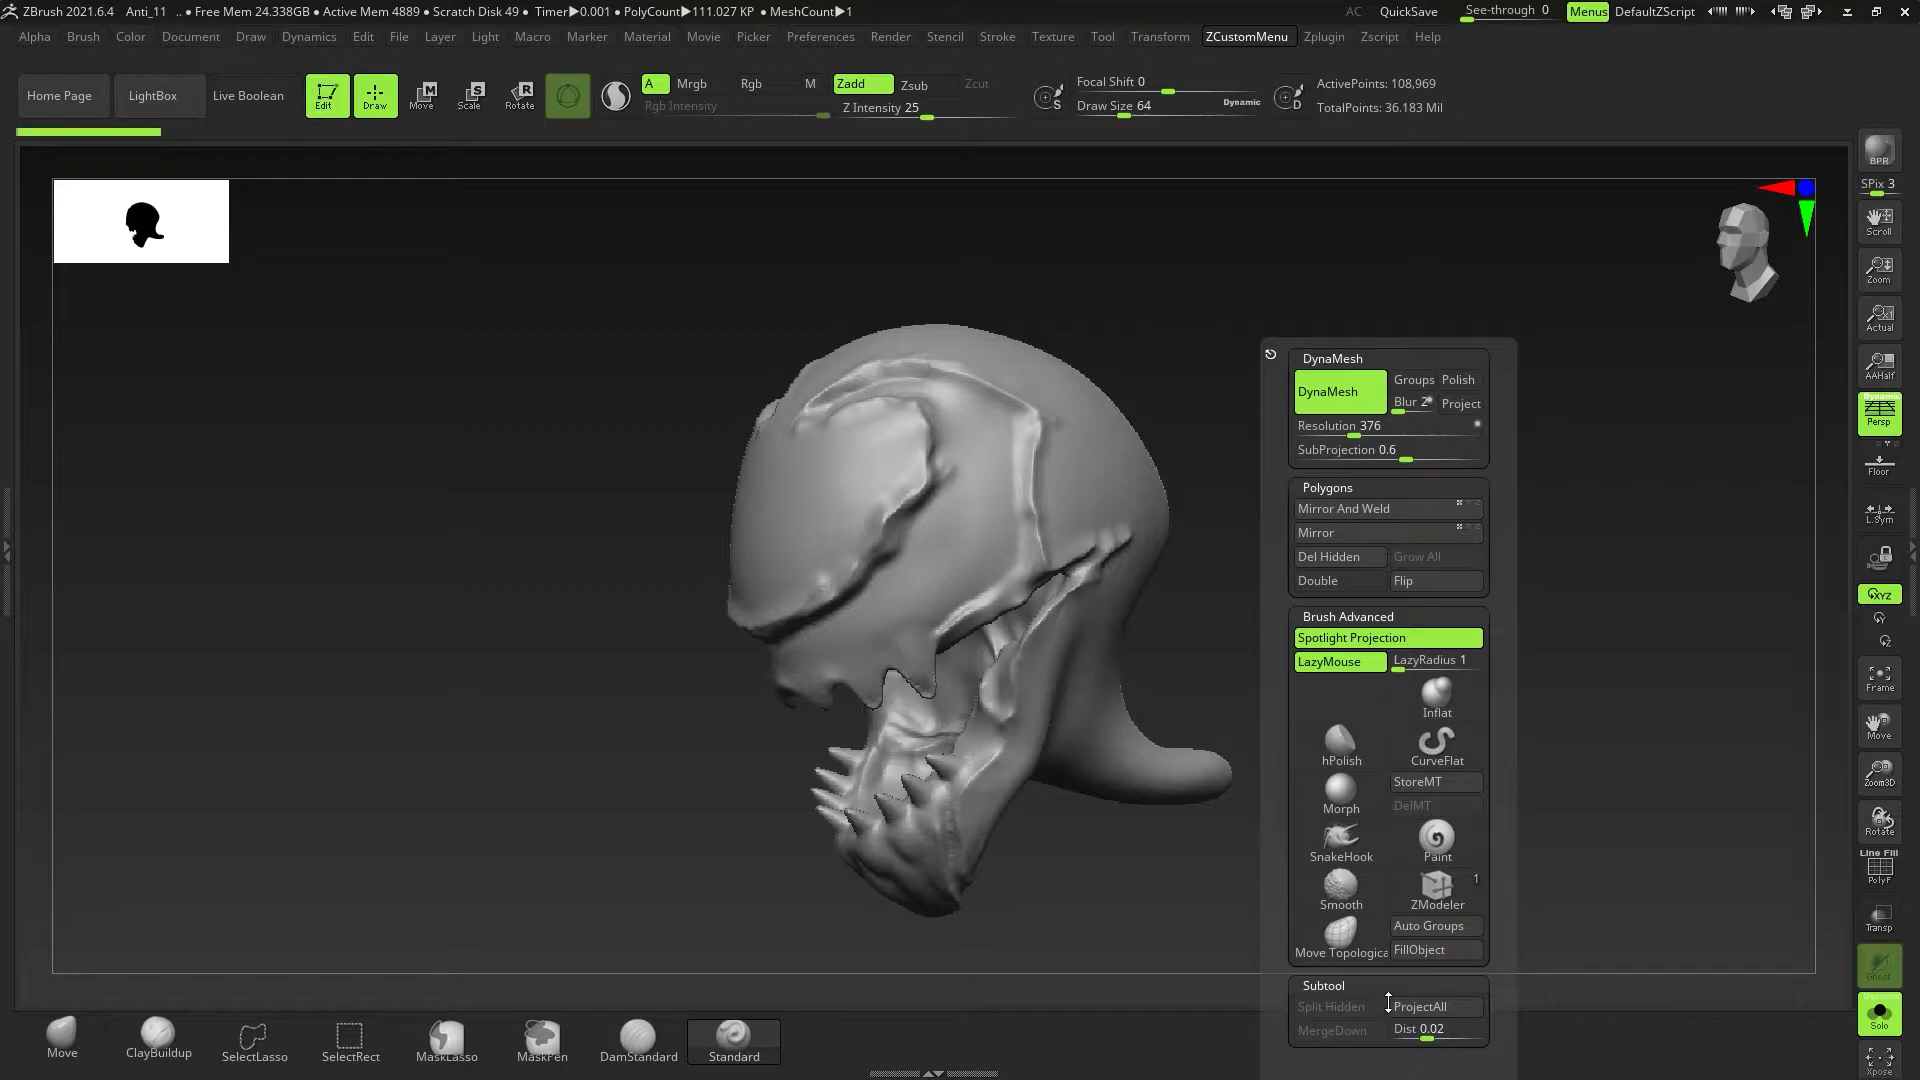 ZBrush 2021.6.4 Anti_11 .. • Free Mem 24.338GB • Active Mem 4889 • Scratch Disk 49 • Timer▶0.001 • PolyCount▶111.027 KP • MeshCount▶1 AC QuickSave See-through 0 Menus DefaultZScript
Alpha Brush Color Document Draw Dynamics Edit File Layer Light Macro Marker Material Movie Picker Preferences Render Stencil Stroke Texture Tool Transform ZCustomMenu Zplugin Zscript Help
Home Page LightBox Live Boolean Edit Draw Move Scale Rotate
A Mrgb Rgb M Zadd Zsub Zcut
Rgb Intensity Z Intensity 25
Focal Shift 0
Draw Size 64 Dynamic
ActivePoints: 108,969
TotalPoints: 36.183 Mil
BPR
SPix 3
Scroll
Zoom
Actual
AAHalf
Dynamic
Persp
Floor
L.Sym
XYZ
Frame
Move
Zoom3D
Rotate
Line Fill
PolyF
Transp
Ghost
Dynamic
Solo
Xpose
DynaMesh
DynaMesh Groups Polish
Blur 2 Project
Resolution 376
SubProjection 0.6
Polygons
Mirror And Weld
Mirror
Del Hidden Grow All
Double Flip
Brush Advanced
Spotlight Projection
LazyMouse LazyRadius 1
Inflat
hPolish CurveFlat
Morph StoreMT
DelMT
SnakeHook Paint
1
Smooth ZModeler
Auto Groups
Move Topologica FillObject
Subtool
Split Hidden ProjectAll
MergeDown Dist 0.02
Move ClayBuildup SelectLasso SelectRect MaskLasso MaskPen DamStandard Standard